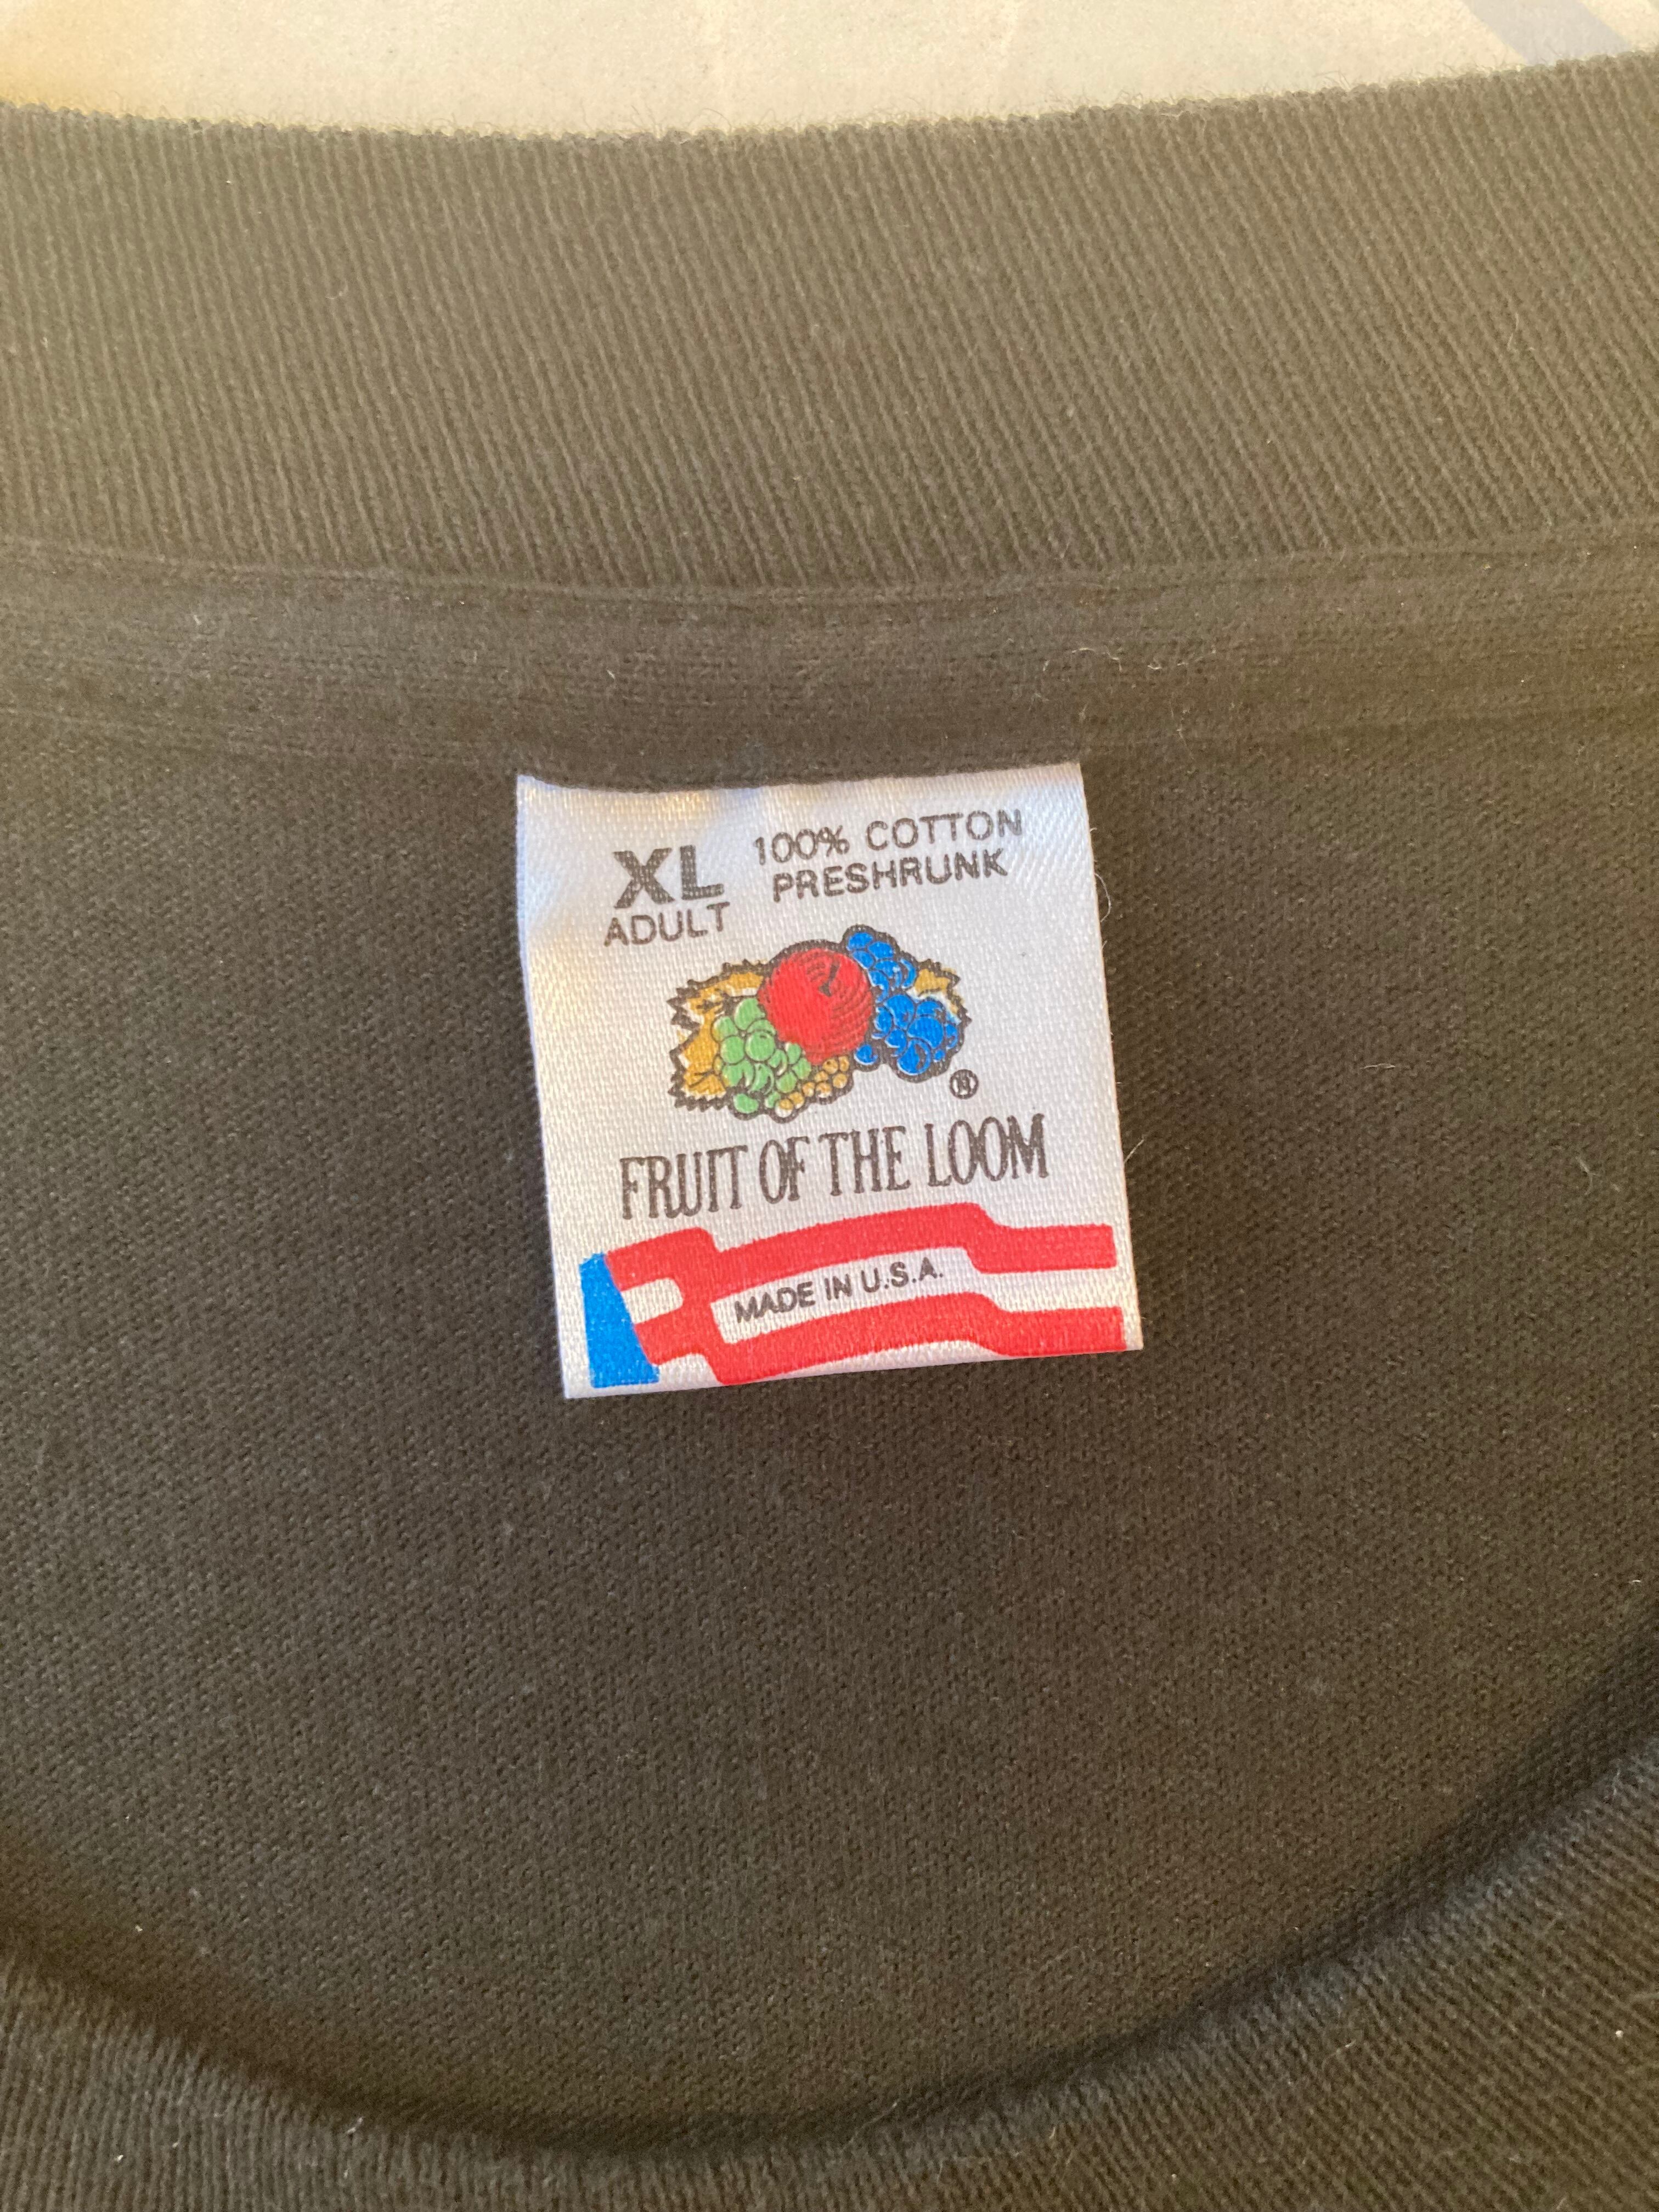 XL 100% COTTON
ADULT PRESHRUNK
®
FRUIT OF THE LOOM
MADE IN U.S.A.